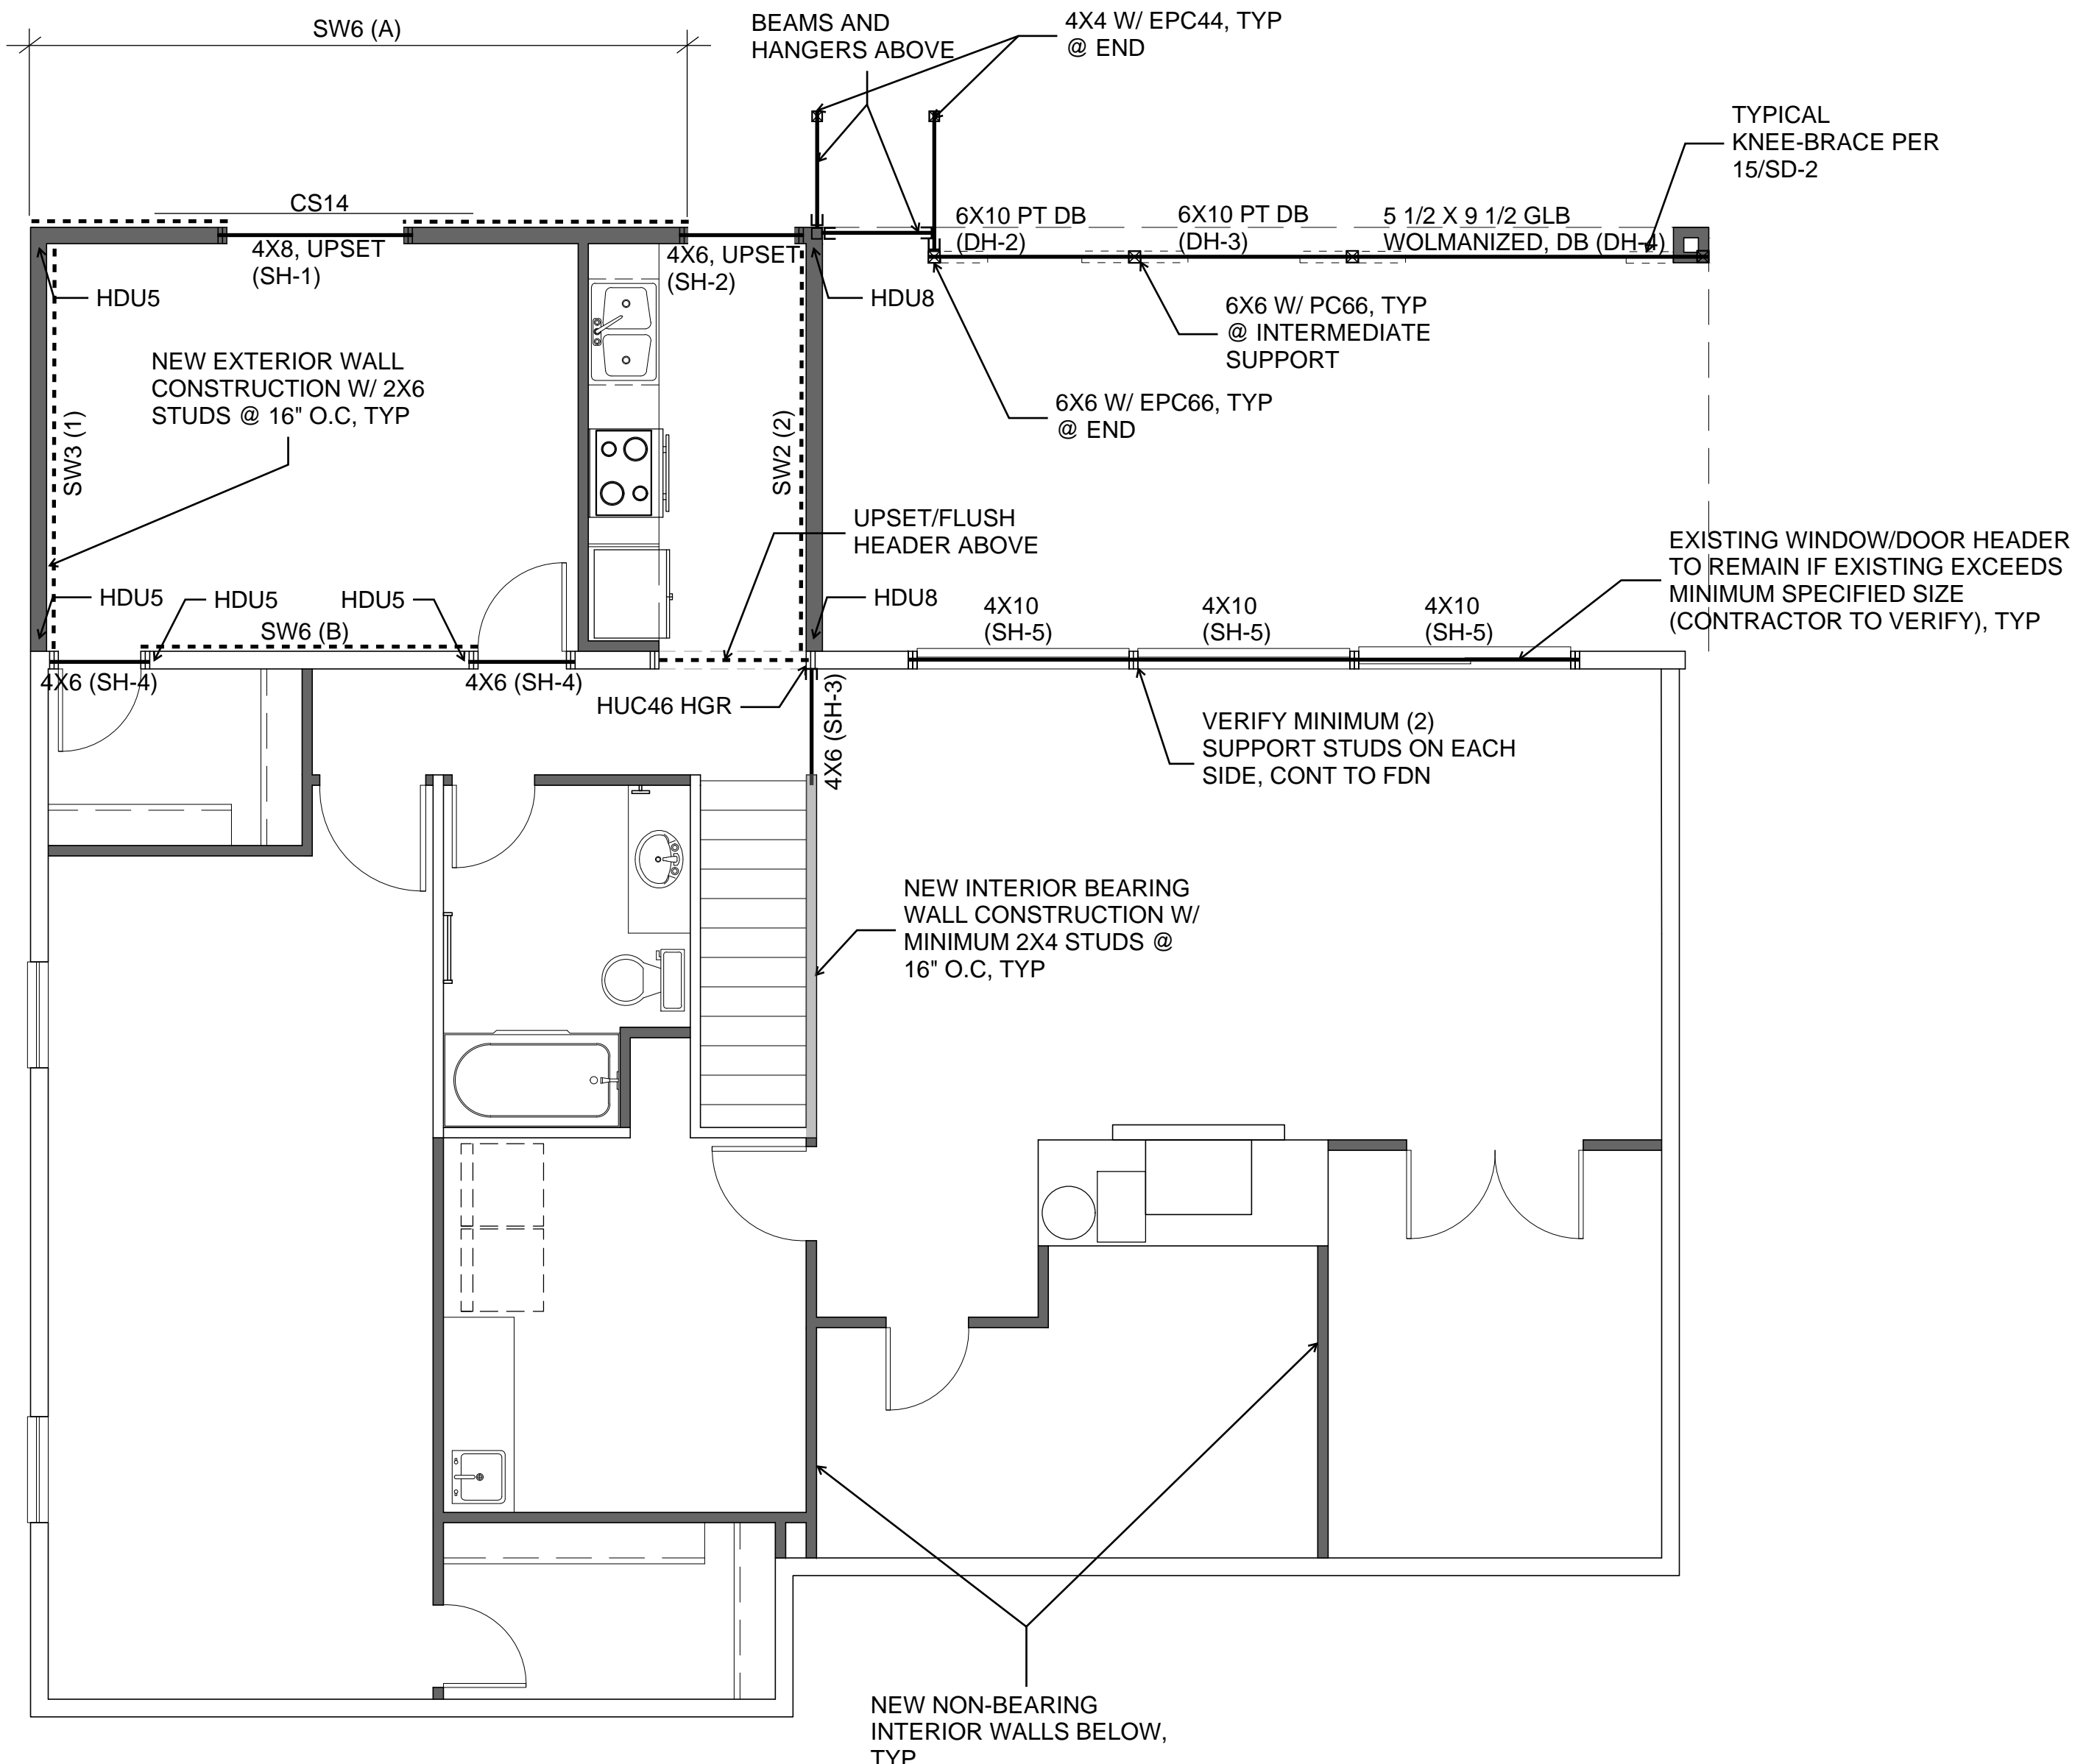 SW6 (A)
BEAMS AND
HANGERS ABOVE
4X4 W/ EPC44, TYP
@ END
TYPICAL
KNEE-BRACE PER
15/SD-2
CS14
4X8, UPSET
(SH-1)
4X6, UPSET
(SH-2)
6X10 PT DB
(DH-2)
6X10 PT DB
(DH-3)
5 1/2 X 9 1/2 GLB
WOLMANIZED, DB (DH-4)
HDU5
HDU8
6X6 W/ PC66, TYP
@ INTERMEDIATE
SUPPORT
NEW EXTERIOR WALL
CONSTRUCTION W/ 2X6
STUDS @ 16" O.C, TYP
6X6 W/ EPC66, TYP
@ END
SW3 (1)
SW2 (2)
UPSET/FLUSH
HEADER ABOVE
EXISTING WINDOW/DOOR HEADER
TO REMAIN IF EXISTING EXCEEDS
MINIMUM SPECIFIED SIZE
(CONTRACTOR TO VERIFY), TYP
HDU5
HDU5
HDU5
HDU8
SW6 (B)
4X10
(SH-5)
4X10
(SH-5)
4X10
(SH-5)
4X6 (SH-4)
4X6 (SH-4)
HUC46 HGR
4X6 (SH-3)
VERIFY MINIMUM (2)
SUPPORT STUDS ON EACH
SIDE, CONT TO FDN
NEW INTERIOR BEARING
WALL CONSTRUCTION W/
MINIMUM 2X4 STUDS @
16" O.C, TYP
NEW NON-BEARING
INTERIOR WALLS BELOW,
TYP